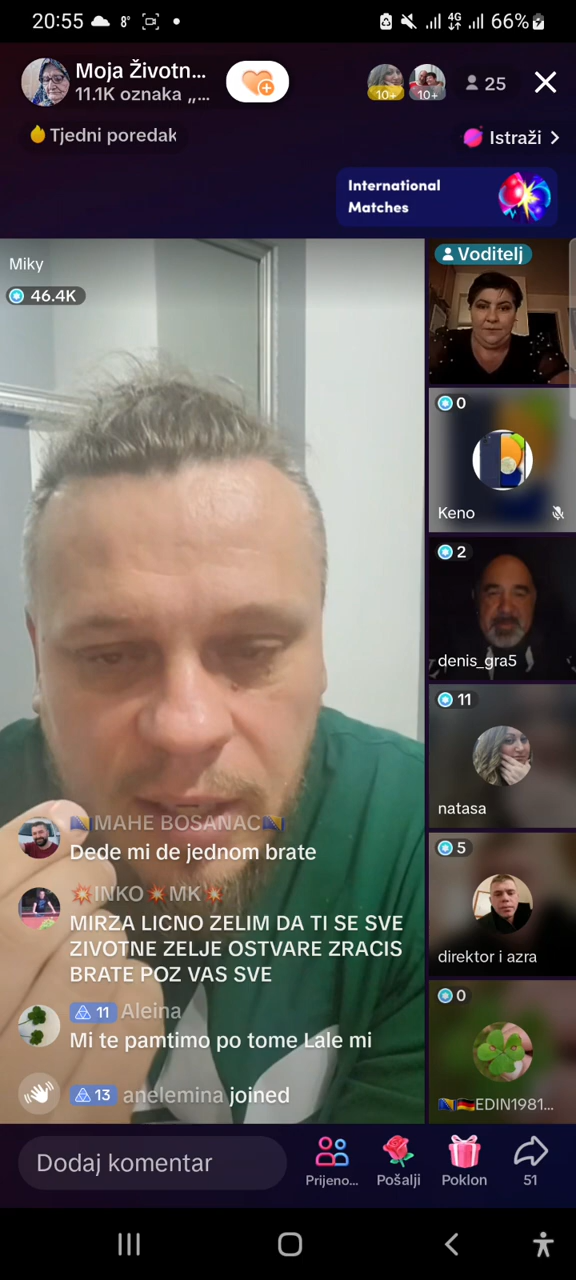 20:55 8° 4G 66%
Moja Životn...
11.1K oznaka „,...
10+ 10+ 25
Tjedni poredak
Istraži
International
Matches
Miky
46.4K
Voditelj
0
Keno
2
denis_gra5
11
natasa
5
direktor i azra
0
EDIN1981...
MAHE BOSANAC
Dede mi de jednom brate
INKO MK
MIRZA LICNO ZELIM DA TI SE SVE
ZIVOTNE ZELJE OSTVARE ZRACIS
BRATE POZ VAS SVE
11 Aleina
Mi te pamtimo po tome Lale mi
13 anelemina joined
Dodaj komentar
Prijeno...
Pošalji
Poklon
51